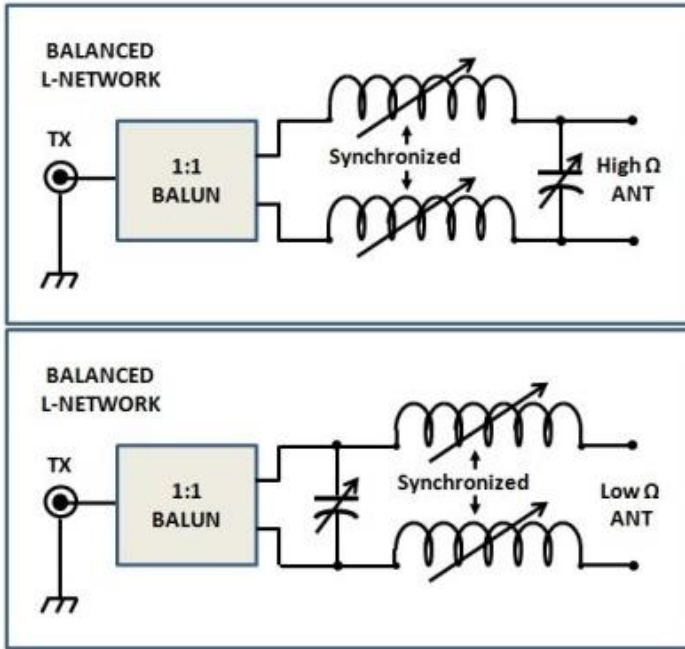 BALANCED
L-NETWORK
TX
1:1
BALUN
Synchronized
High Ω
ANT
BALANCED
L-NETWORK
TX
1:1
BALUN
Synchronized
Low Ω
ANT